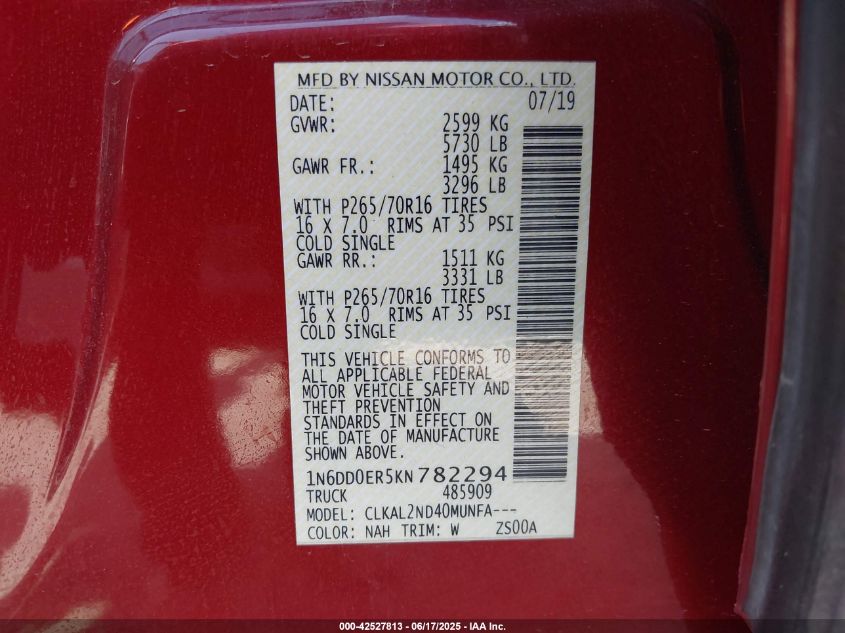 MFD BY NISSAN MOTOR CO., LTD.
DATE: 07/19
GVWR: 2599 KG
5730 LB
GAWR FR.: 1495 KG
3296 LB
WITH P265/70R16 TIRES
16 X 7.0 RIMS AT 35 PSI
COLD SINGLE
GAWR RR.: 1511 KG
3331 LB
WITH P265/70R16 TIRES
16 X 7.0 RIMS AT 35 PSI
COLD SINGLE
THIS VEHICLE CONFORMS TO
ALL APPLICABLE FEDERAL
MOTOR VEHICLE SAFETY AND
THEFT PREVENTION
STANDARDS IN EFFECT ON
THE DATE OF MANUFACTURE
SHOWN ABOVE.
1N6DD0ER5KN782294
TRUCK 485909
MODEL: CLKAL2ND40MUNFA---
COLOR: NAH TRIM: W ZS00A
000-42527813 - 06/17/2025 - IAA Inc.